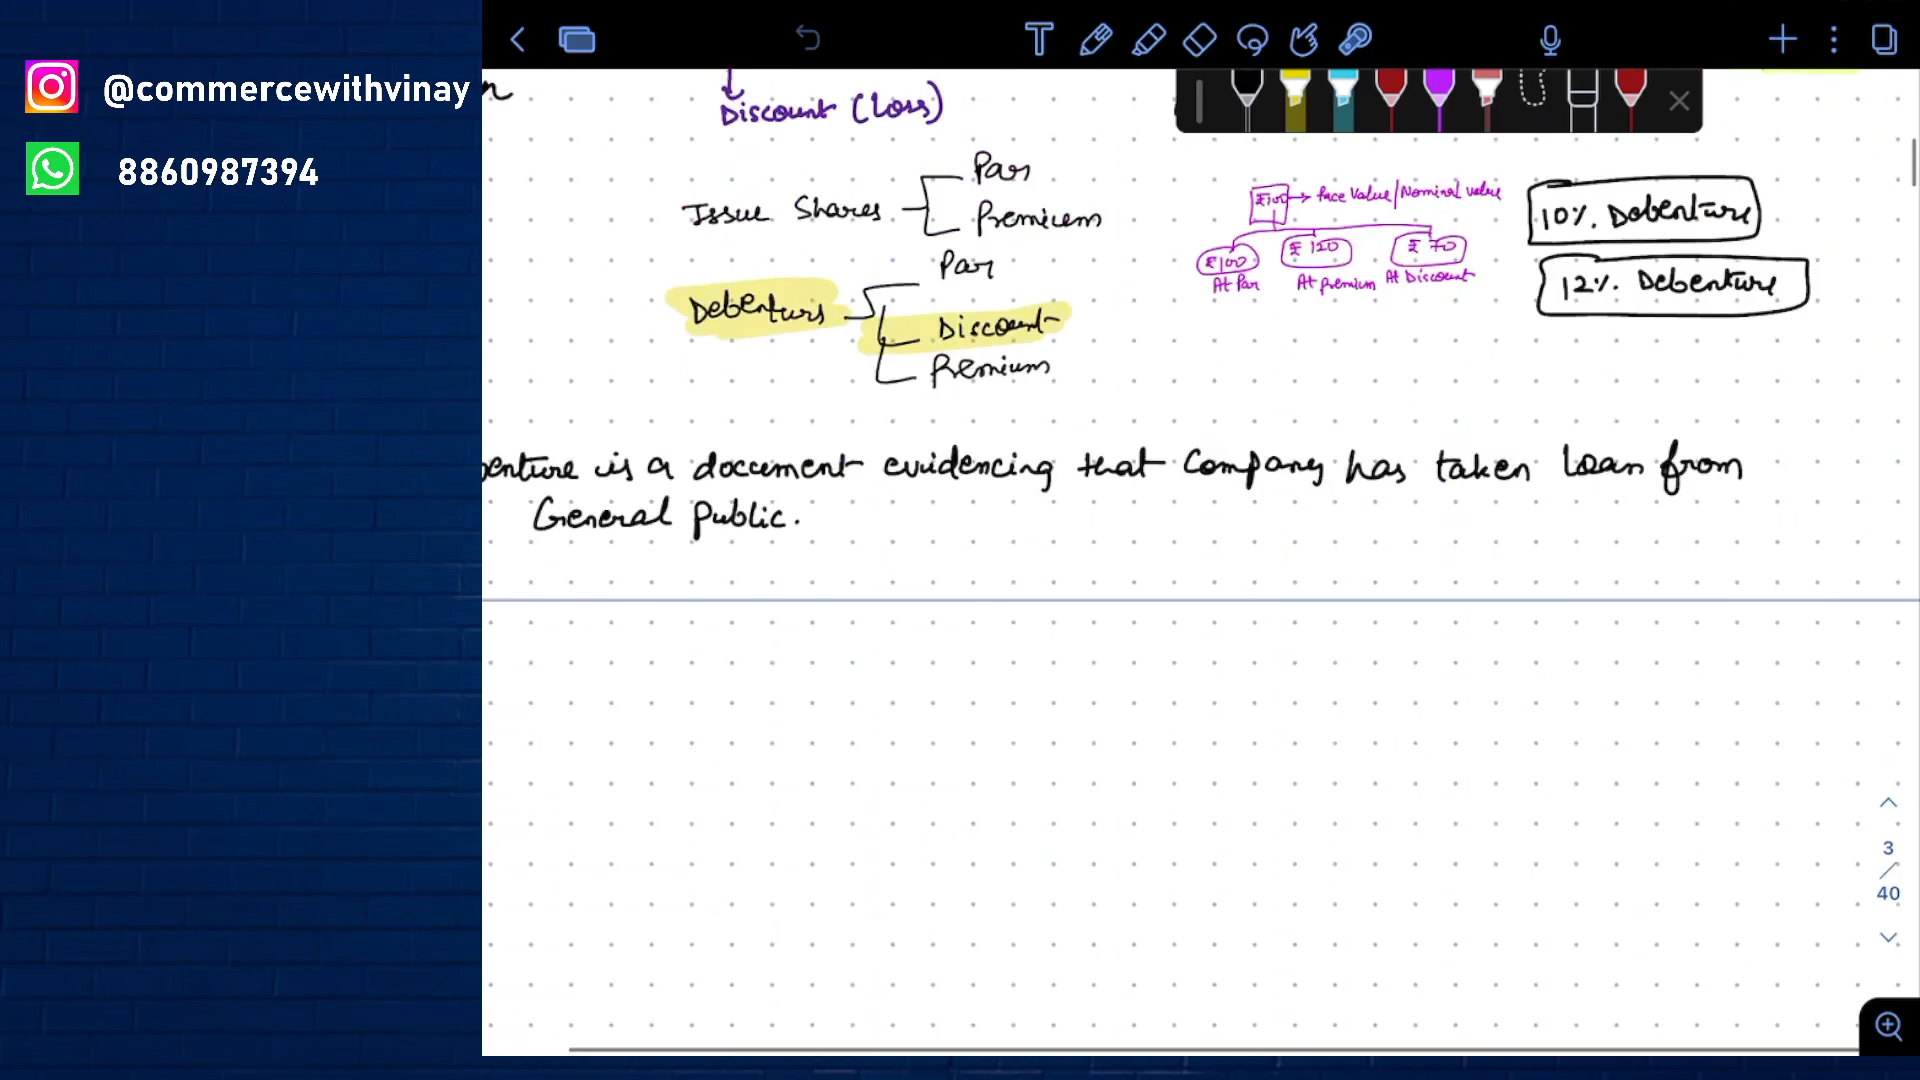 @commercewithvinay
8860987394
Discount (Loss)
Issue Shares
Par
Premium
Debenturs
Par
Discount
Premium
₹100 → face value/Nominal value
₹100
At Par
₹ 120
At premium
₹ 70
At Discount
10% Debenture
12% Debenture
benture is a document evidencing that Company has taken loan from
General public.
3
40